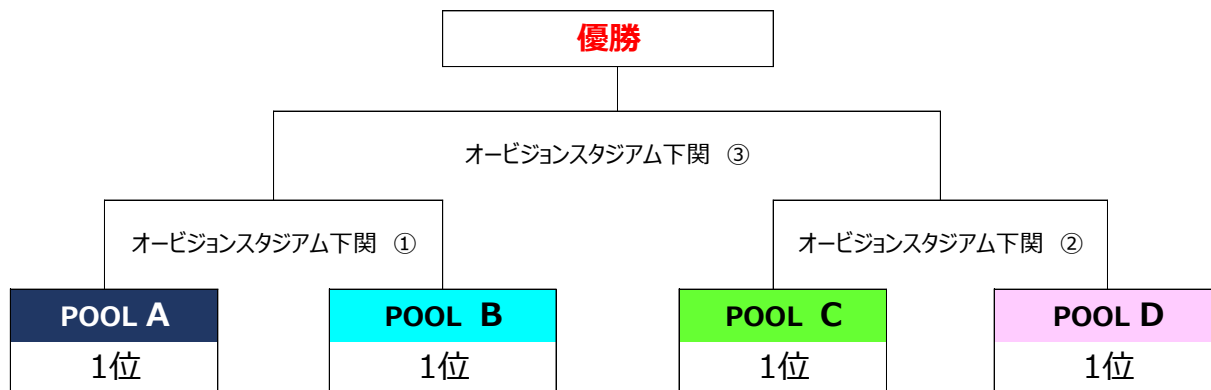 優勝
オービジョンスタジアム下関 ③
オービジョンスタジアム下関 ①
オービジョンスタジアム下関 ②
POOL A
POOL B
POOL C
POOL D
1位
1位
1位
1位